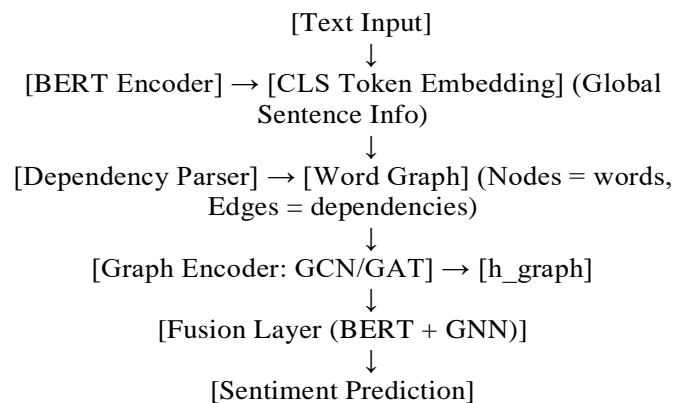 [Text Input]
↓
[BERT Encoder] → [CLS Token Embedding] (Global
Sentence Info)
↓
[Dependency Parser] → [Word Graph] (Nodes = words,
Edges = dependencies)
↓
[Graph Encoder: GCN/GAT] → [h_graph]
↓
[Fusion Layer (BERT + GNN)]
↓
[Sentiment Prediction]